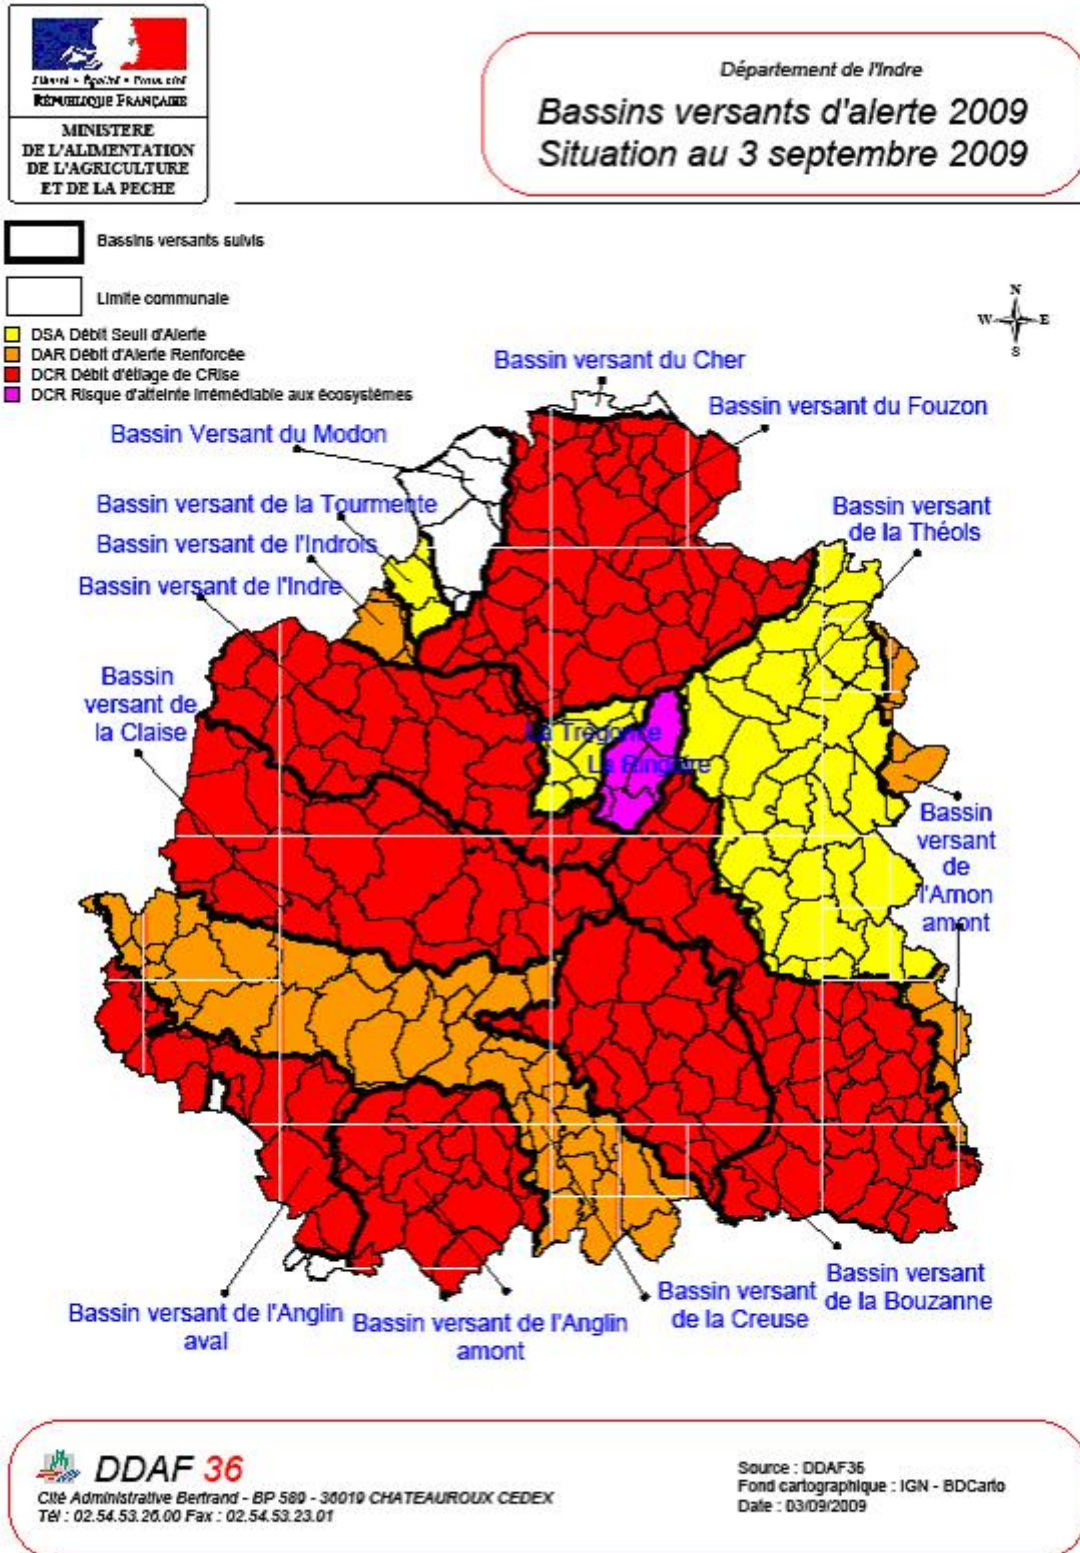 Liberté • Égalité • Fraternité
RÉPUBLIQUE FRANÇAISE
MINISTERE
DE L'ALIMENTATION
DE L'AGRICULTURE
ET DE LA PECHE
Département de l'Indre
Bassins versants d'alerte 2009
Situation au 3 septembre 2009
Bassins versants suivis
Limite communale
DSA Débit Seuil d'Alerte
DAR Débit d'Alerte Renforcée
DCR Débit d'étiage de CRise
DCR Risque d'atteinte irrémédiable aux écosystèmes
N
W E
S
Bassin versant du Cher
Bassin versant du Fouzon
Bassin Versant du Modon
Bassin versant de la Tourmente
Bassin versant
de la Théols
Bassin versant de l'Indrois
Bassin versant de l'Indre
Bassin
versant de
la Claise
La Trégonce
La Ringoire
Bassin
versant
de
l'Arnon
amont
Bassin versant de l'Anglin
aval
Bassin versant de l'Anglin
amont
Bassin versant
de la Creuse
Bassin versant
de la Bouzanne
DDAF 36
Cité Administrative Bertrand - BP 589 - 36019 CHATEAUROUX CEDEX
Tél : 02.54.53.26.00 Fax : 02.54.53.23.01
Source : DDAF36
Fond cartographique : IGN - BDCarto
Date : 03/09/2009